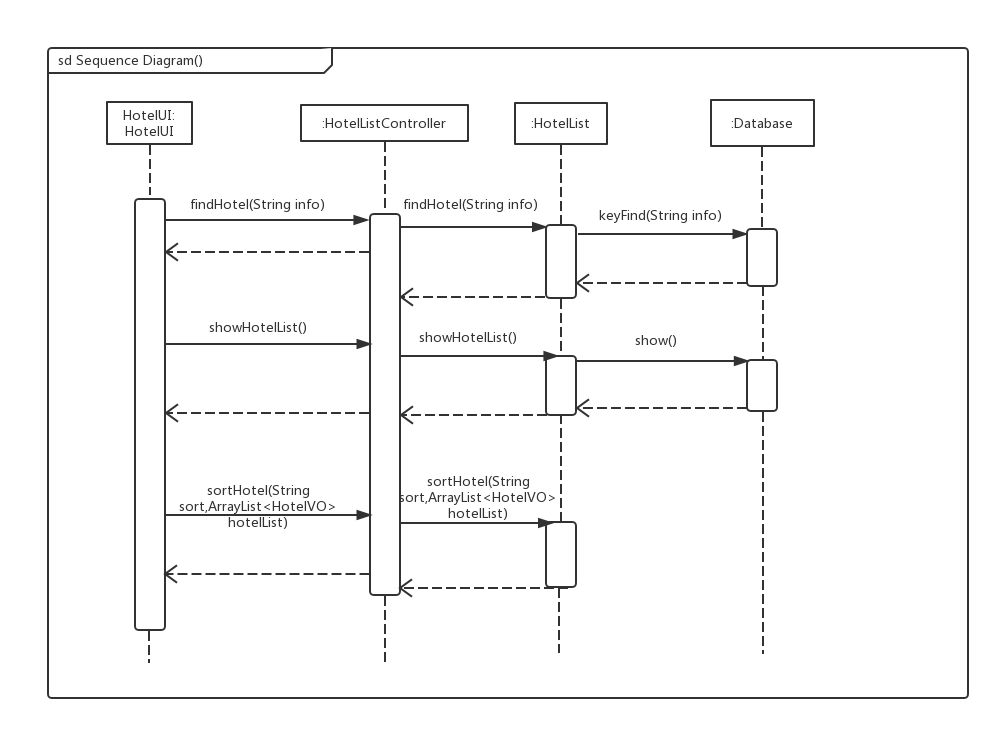 sd Sequence Diagram()
HotelUI:
HotelUI
:HotelListController
:HotelList
:Database
findHotel(String info)
findHotel(String info)
keyFind(String info)
showHotelList()
showHotelList()
show()
sortHotel(String
sort,ArrayList<HotelVO>
hotelList)
sortHotel(String
sort,ArrayList<HotelVO>
hotelList)